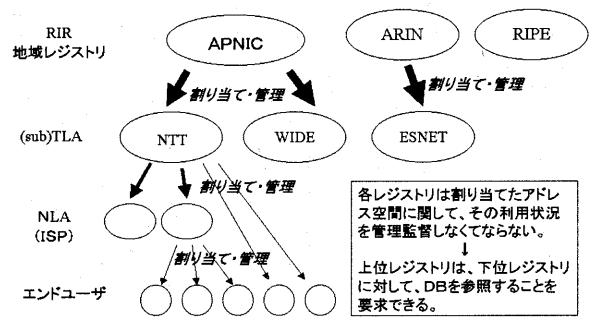 RIR
地域レジストリ
APNIC
ARIN
RIPE
割り当て・管理
割り当て・管理
(sub)TLA
NTT
WIDE
ESNET
割り当て・管理
NLA
(ISP)
割り当て・管理
エンドユーザ
各レジストリは割り当てたアドレ
ス空間に関して、その利用状況
を管理監督しなくてならない。
↓
上位レジストリは、下位レジストリ
に対して、DBを参照することを
要求できる。